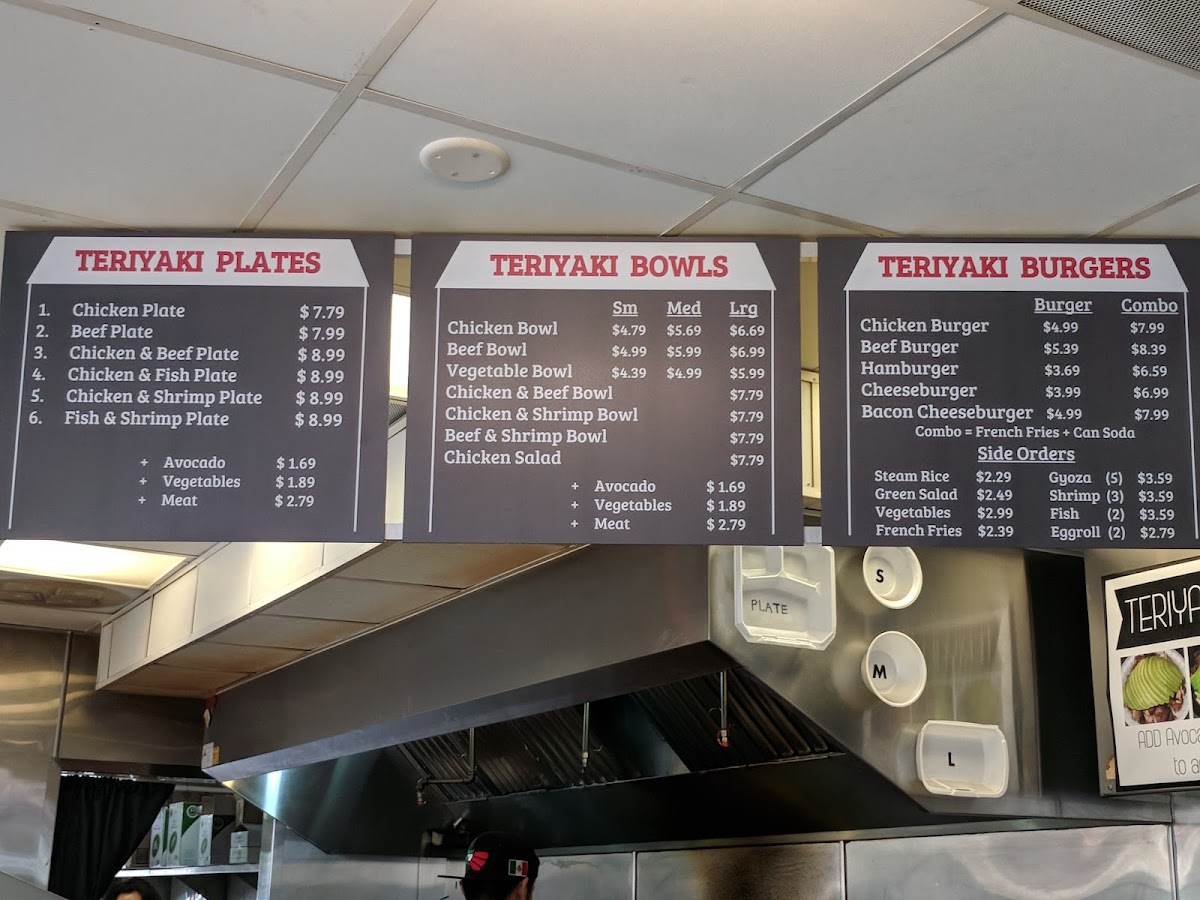 TERIYAKI PLATES
1. Chicken Plate $7.79
2. Beef Plate $7.99
3. Chicken & Beef Plate $8.99
4. Chicken & Fish Plate $8.99
5. Chicken & Shrimp Plate $8.99
6. Fish & Shrimp Plate $8.99
+ Avocado $1.69
+ Vegetables $1.89
+ Meat $2.79
TERIYAKI BOWLS
Sm Med Lrg
Chicken Bowl $4.79 $5.69 $6.69
Beef Bowl $4.99 $5.99 $6.99
Vegetable Bowl $4.39 $4.99 $5.99
Chicken & Beef Bowl $7.79
Chicken & Shrimp Bowl $7.79
Beef & Shrimp Bowl $7.79
Chicken Salad $7.79
+ Avocado $1.69
+ Vegetables $1.89
+ Meat $2.79
TERIYAKI BURGERS
Burger Combo
Chicken Burger $4.99 $7.99
Beef Burger $5.39 $8.39
Hamburger $3.69 $6.59
Cheeseburger $3.99 $6.99
Bacon Cheeseburger $4.99 $7.99
Combo = French Fries + Can Soda
Side Orders
Steam Rice $2.29 Gyoza (5) $3.59
Green Salad $2.49 Shrimp (3) $3.59
Vegetables $2.99 Fish (2) $3.59
French Fries $2.39 Eggroll (2) $2.79
PLATE
S
M
L
TERIYA
ADD Avoca
to a